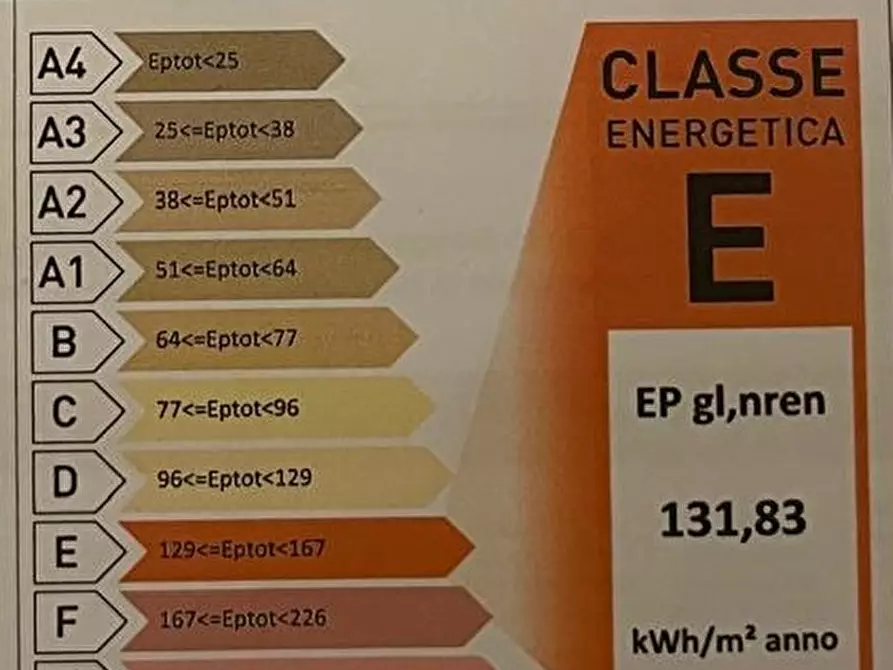 A4 Eptot<25
A3 25<=Eptot<38
A2 38<=Eptot<51
A1 51<=Eptot<64
B 64<=Eptot<77
C 77<=Eptot<96
D 96<=Eptot<129
E 129<=Eptot<167
F 167<=Eptot<226
CLASSE
ENERGETICA
E
EP gl,nren
131,83
kWh/m² anno